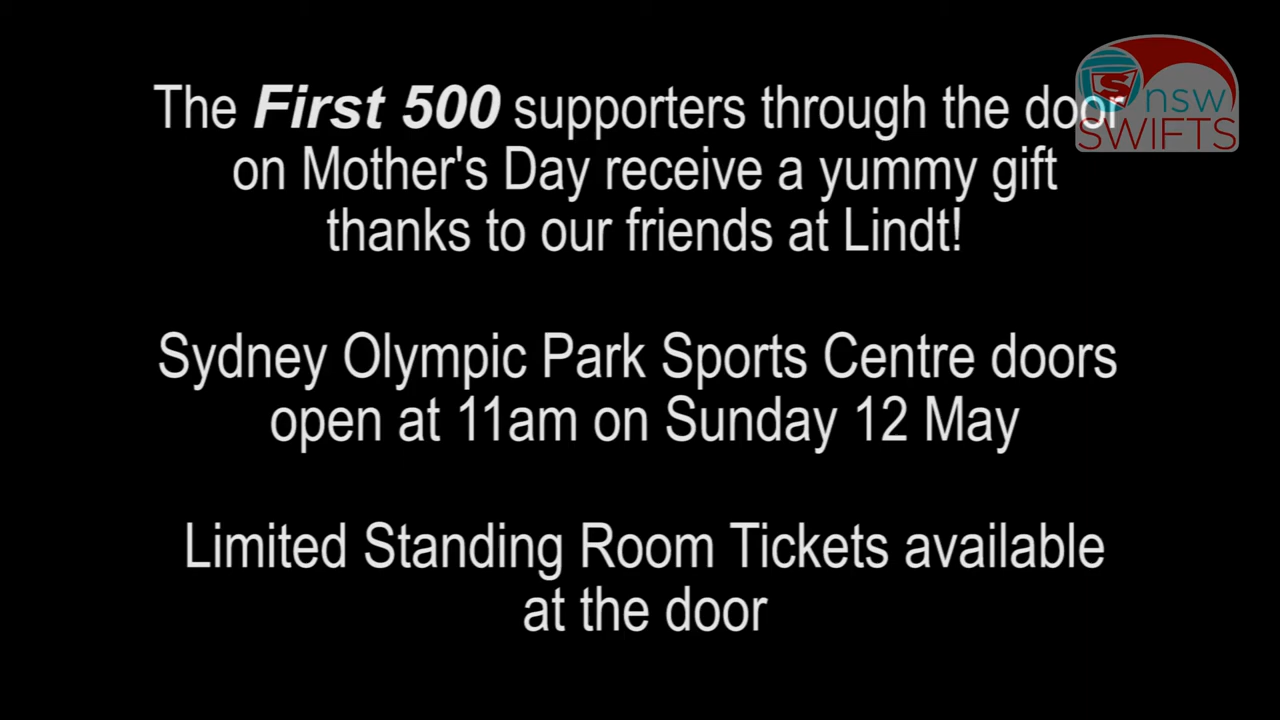 The First 500 supporters through the door
on Mother's Day receive a yummy gift
thanks to our friends at Lindt!
Sydney Olympic Park Sports Centre doors
open at 11am on Sunday 12 May
Limited Standing Room Tickets available
at the door
S
nsw
SWIFTS